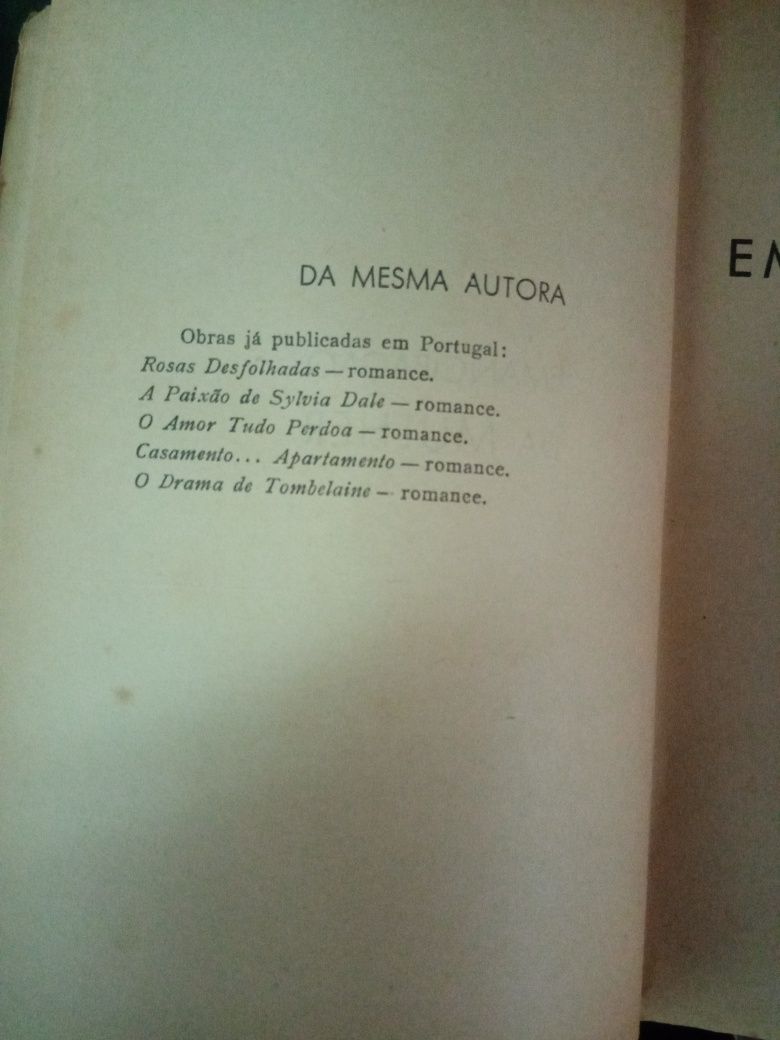 DA MESMA AUTORA
Obras já publicadas em Portugal:
Rosas Desfolhadas — romance.
A Paixão de Sylvia Dale — romance.
O Amor Tudo Perdoa — romance.
Casamento... Apartamento — romance.
O Drama de Tombelaine — romance.